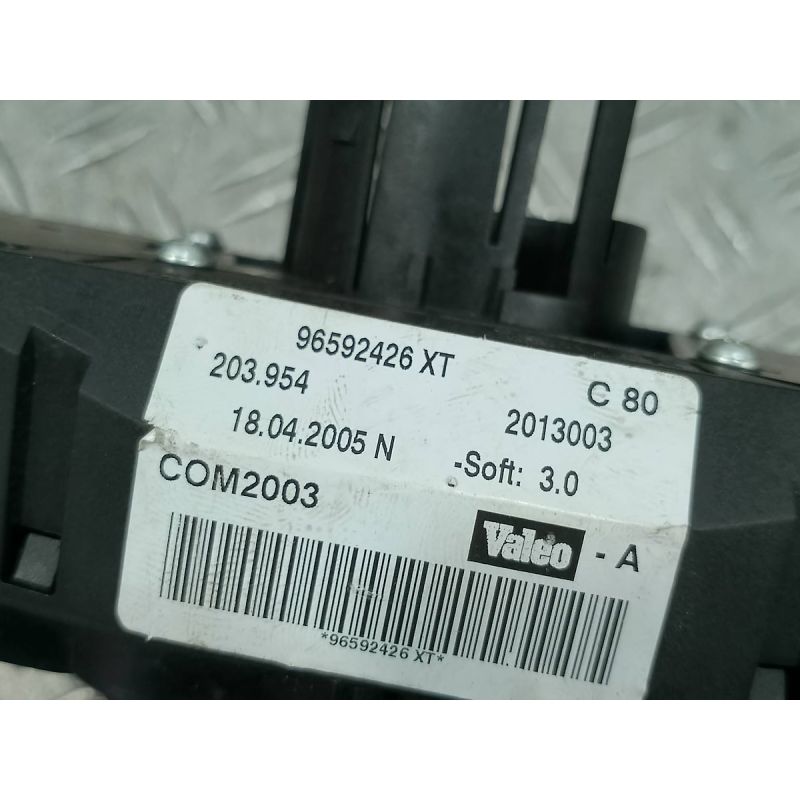 96592426 XT
203.954
C 80
18.04.2005 N
2013003
COM2003
-Soft: 3.0
Valeo - A
*96592426 XT*